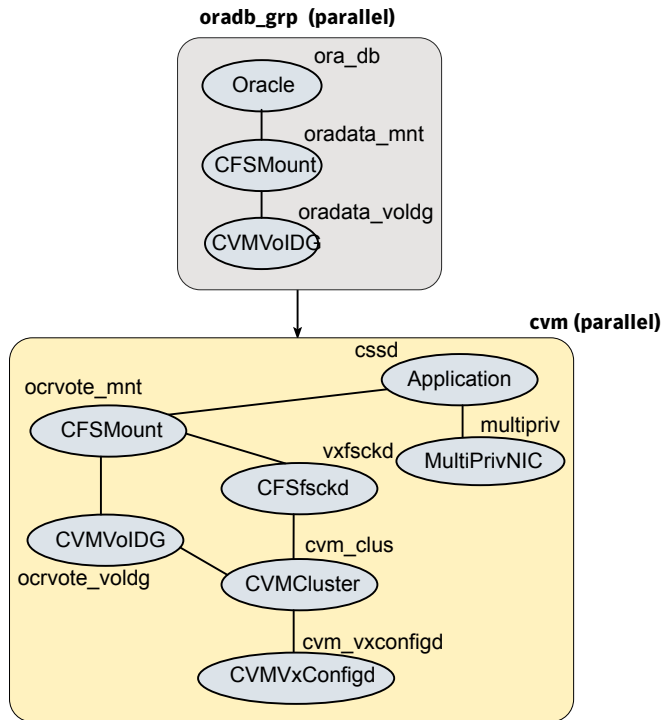 oradb_grp (parallel)
ora_db
Oracle
oradata_mnt
CFSMount
oradata_voldg
CVMVolDG
cvm (parallel)
cssd
Application
ocrvote_mnt
CFSMount
multipriv
MultiPrivNIC
vxfsckd
CFSfsckd
CVMVolDG
ocrvote_voldg
cvm_clus
CVMCluster
cvm_vxconfigd
CVMVxConfigd